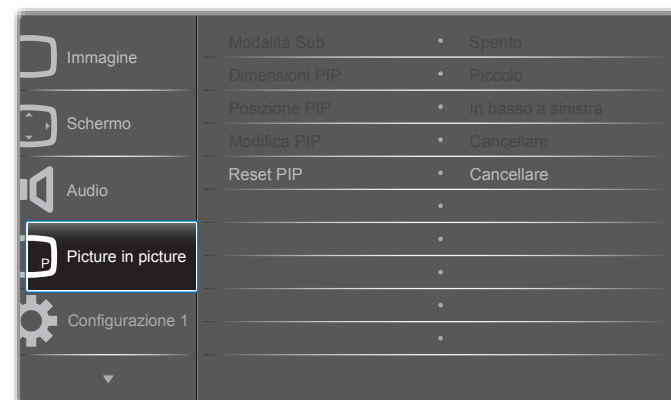 Immagine
Schermo
Audio
P
Picture in picture
Configurazione 1
Modalità Sub • Spento
Dimensioni PIP • Piccolo
Posizione PIP • In basso a sinistra
Modifica PIP • Cancellare
Reset PIP • Cancellare